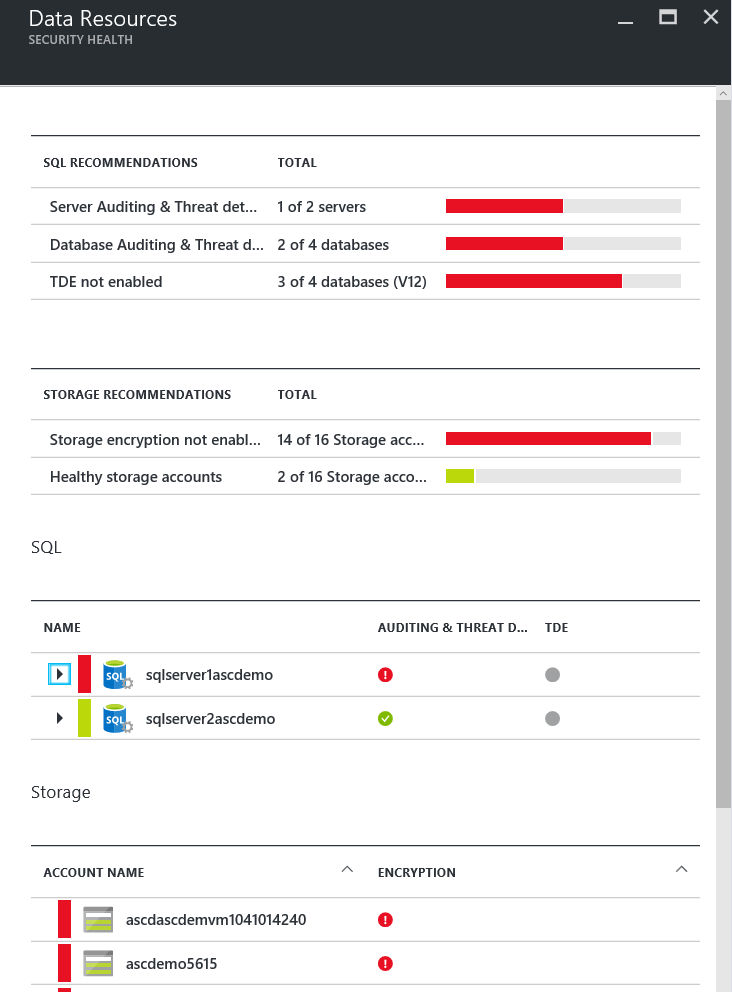 Data Resources
SECURITY HEALTH
SQL RECOMMENDATIONS TOTAL
Server Auditing & Threat det... 1 of 2 servers
Database Auditing & Threat d... 2 of 4 databases
TDE not enabled 3 of 4 databases (V12)
STORAGE RECOMMENDATIONS TOTAL
Storage encryption not enabl... 14 of 16 Storage acc...
Healthy storage accounts 2 of 16 Storage acco...
SQL
NAME AUDITING & THREAT D... TDE
SQL sqlserver1ascdemo
SQL sqlserver2ascdemo
Storage
ACCOUNT NAME ENCRYPTION
ascdascdemvm1041014240
ascdemo5615